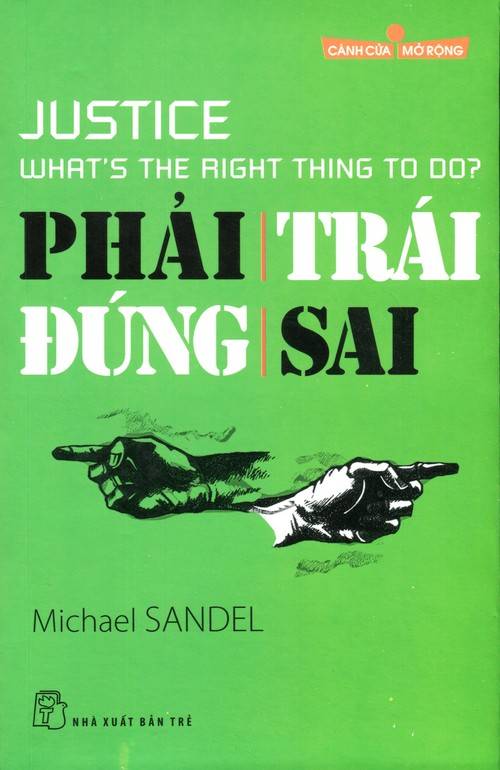 CÁNH CỬA MỞ RỘNG
JUSTICE
WHAT'S THE RIGHT THING TO DO?
PHẢI TRÁI
ĐÚNG SAI
Michael SANDEL
T
NHÀ XUẤT BẢN TRẺ